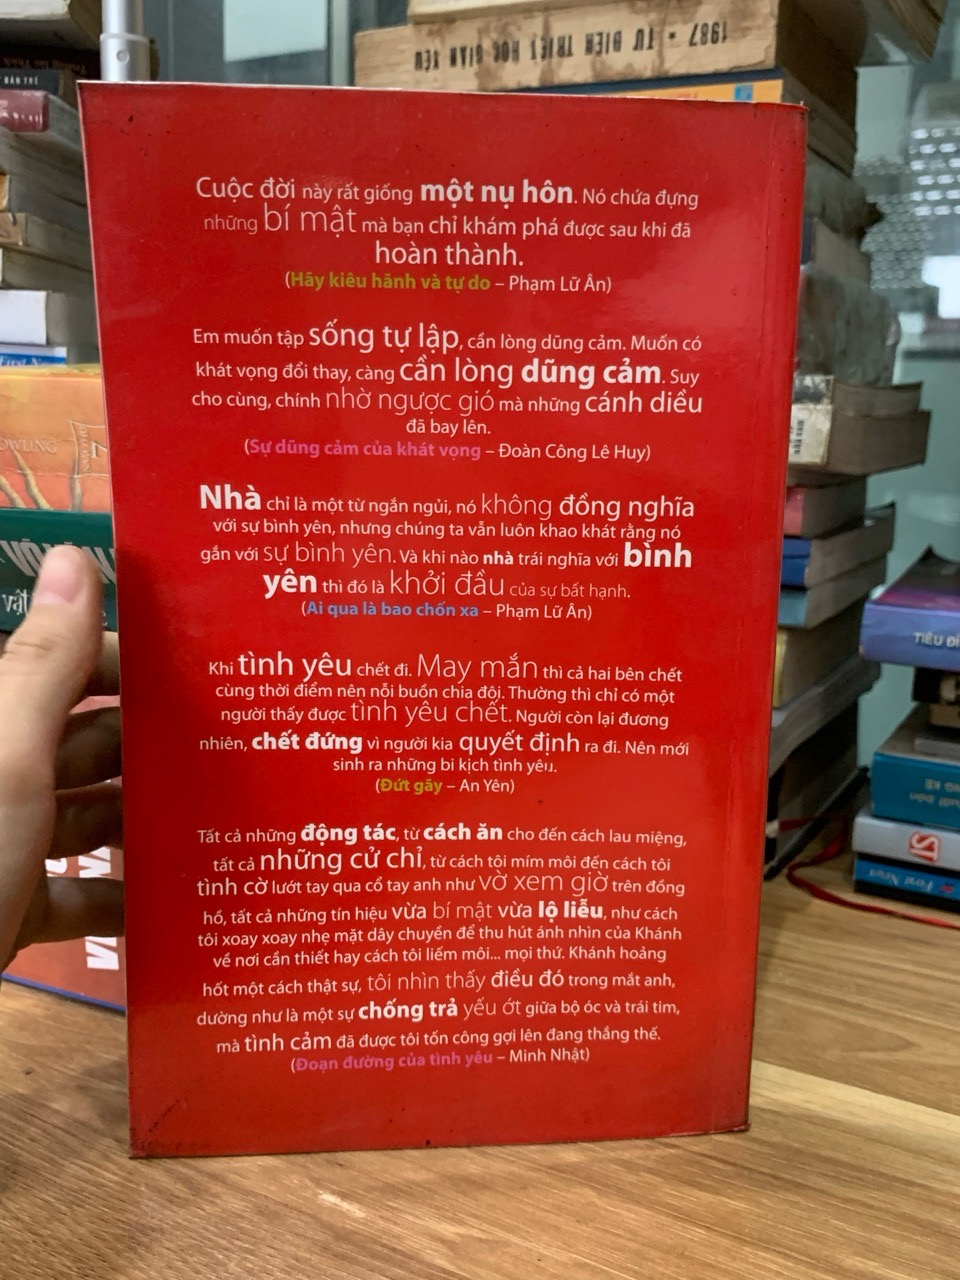 1987 * TỪ ĐIỂN TRIẾT HỌC GIẢN YẾU
Cuộc đời này rất giống một nụ hôn. Nó chứa đựng
những bí mật mà bạn chỉ khám phá được sau khi đã
hoàn thành.
(Hãy kiêu hãnh và tự do – Phạm Lữ Ân)
Em muốn tập sống tự lập, cần lòng dũng cảm. Muốn có
khát vọng đổi thay, càng cần lòng dũng cảm. Suy
cho cùng, chính nhờ ngược gió mà những cánh diều
đã bay lên.
(Sự dũng cảm của khát vọng – Đoàn Công Lê Huy)
Nhà chỉ là một từ ngắn ngủi, nó không đồng nghĩa
với sự bình yên, nhưng chúng ta vẫn luôn khao khát rằng nó
gắn với sự bình yên. Và khi nào nhà trái nghĩa với bình
yên thì đó là khởi đầu của sự bất hạnh.
(Ai qua là bao chốn xa – Phạm Lữ Ân)
Khi tình yêu chết đi. May mắn thì cả hai bên chết
cùng thời điểm nên nỗi buồn chia đôi. Thường thì chỉ có một
người thấy được tình yêu chết. Người còn lại đương
nhiên, chết đứng vì người kia quyết định ra đi. Nên mới
sinh ra những bi kịch tình yêu.
(Đứt gãy – An Yên)
Tất cả những động tác, từ cách ăn cho đến cách lau miệng,
tất cả những cử chỉ, từ cách tôi mím môi đến cách tôi
tình cờ lướt tay qua cổ tay anh như vờ xem giờ trên đồng
hồ, tất cả những tín hiệu vừa bí mật vừa lộ liễu, như cách
tôi xoay xoay nhẹ mặt dây chuyền để thu hút ánh nhìn của Khánh
về nơi cần thiết hay cách tôi liếm môi... mọi thứ. Khánh hoảng
hốt một cách thật sự, tôi nhìn thấy điều đó trong mắt anh,
dường như là một sự chống trả yếu ớt giữa bộ óc và trái tim,
mà tình cảm đã được tôi tốn công gợi lên đang thắng thế.
(Đoạn đường của tình yêu – Minh Nhật)
OWLING
vật
TIÊU
First News